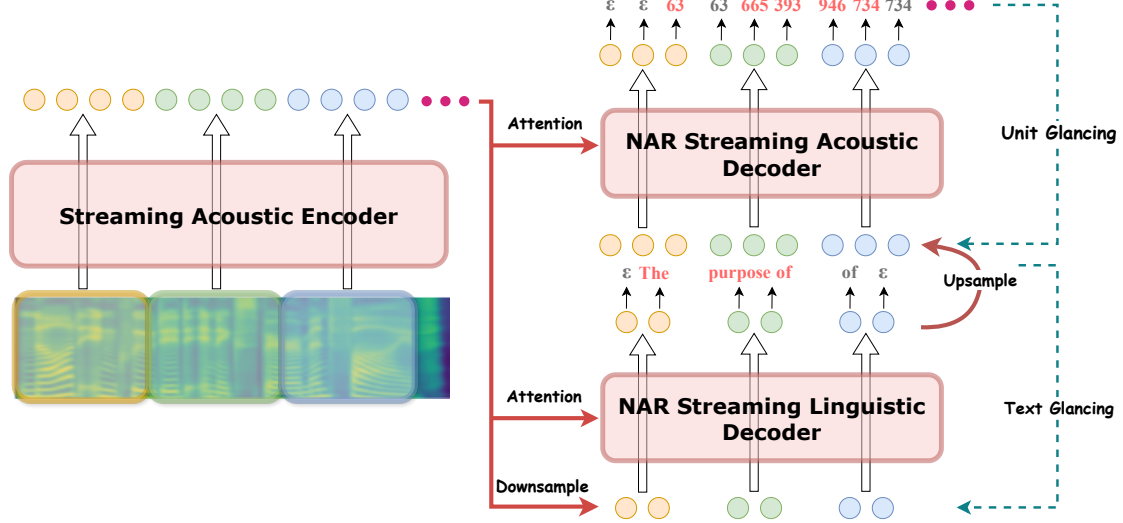 ε ε 63 63 665 393 946 734 734
Attention
NAR Streaming Acoustic
Decoder
Unit Glancing
Streaming Acoustic Encoder
ε The purpose of of ε
Upsample
Attention
NAR Streaming Linguistic
Decoder
Text Glancing
Downsample